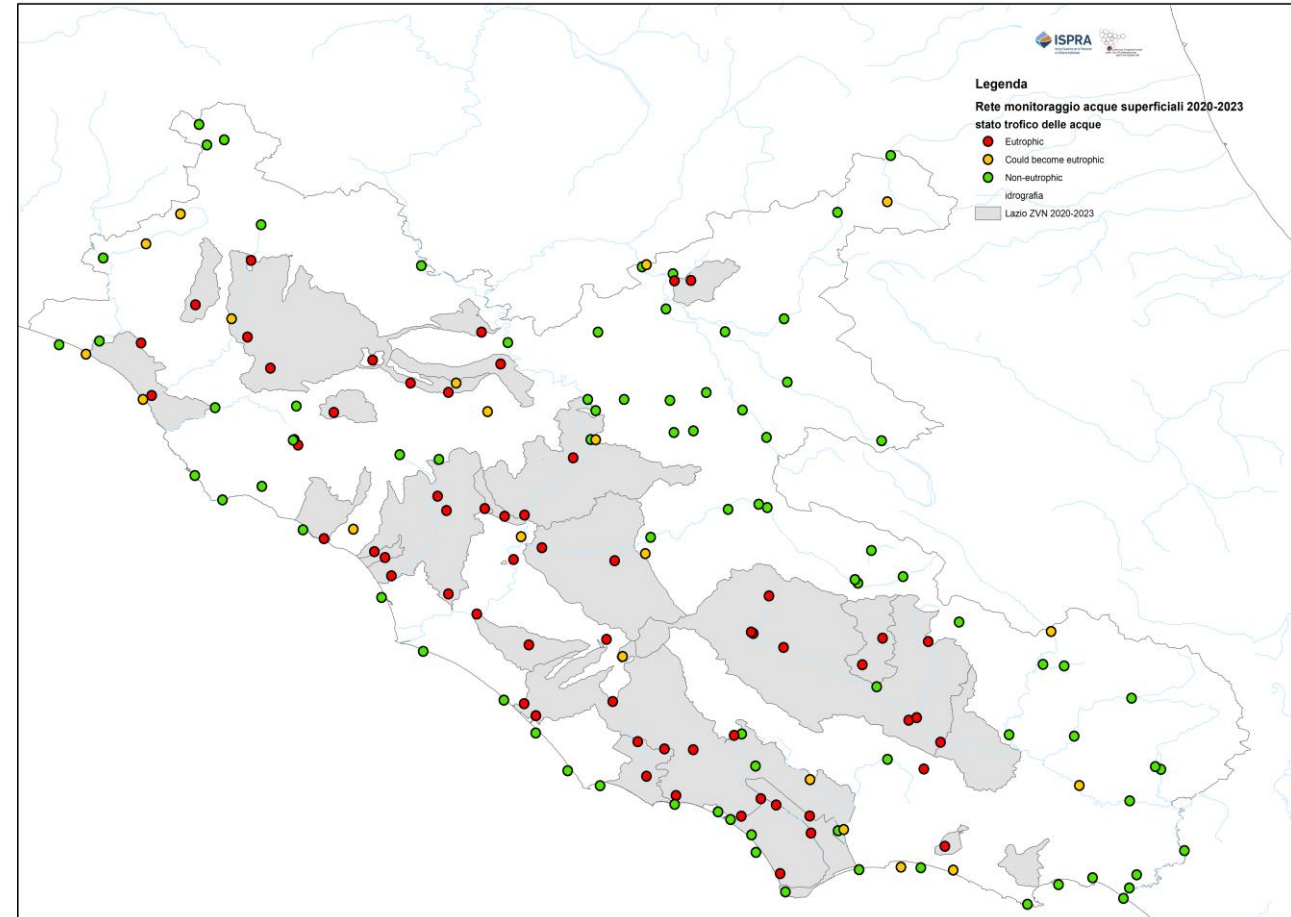 ISPRA
Legenda
Rete monitoraggio acque superficiali 2020-2023
stato trofico delle acque
Eutrophic
Could become eutrophic
Non-eutrophic
idrografia
Lazio ZVN 2020-2023